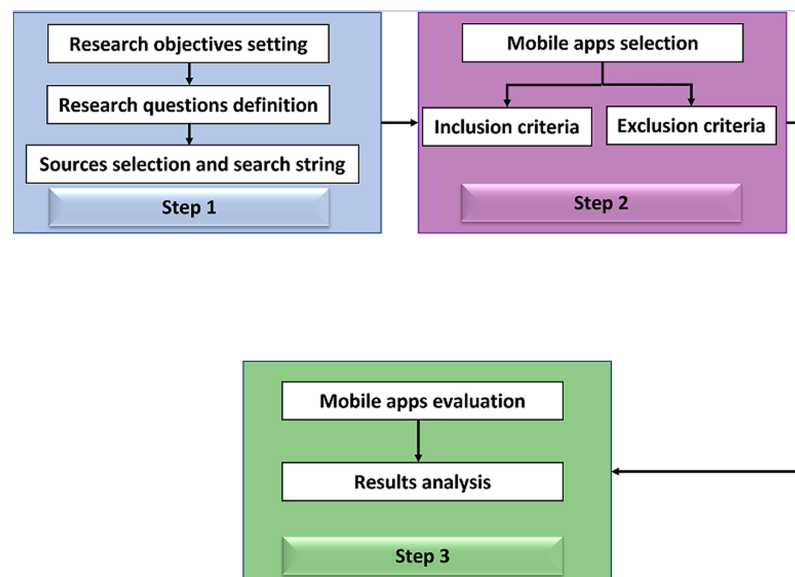 Research objectives setting
Research questions definition
Sources selection and search string
Step 1
Mobile apps selection
Inclusion criteria
Exclusion criteria
Step 2
Mobile apps evaluation
Results analysis
Step 3